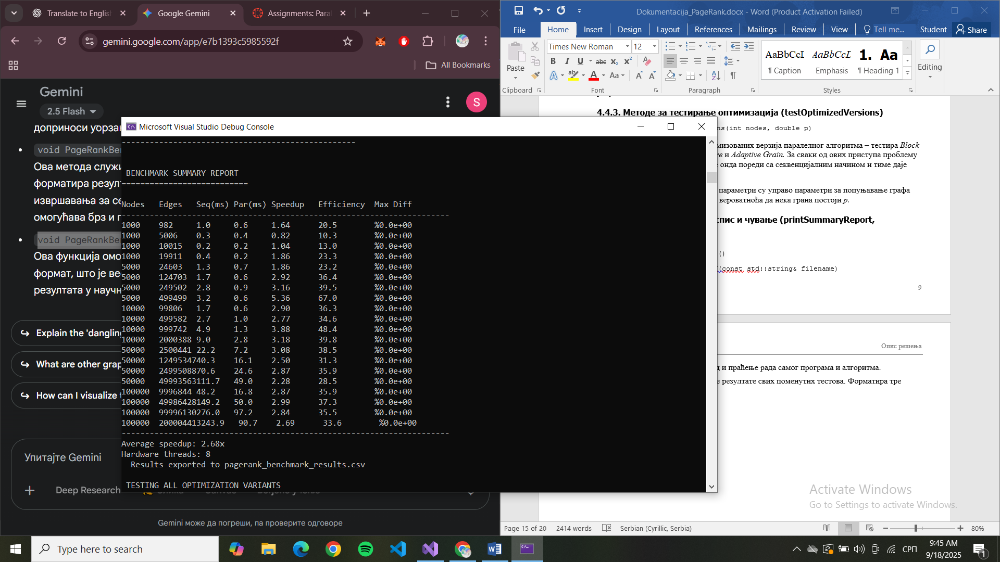 Translate to English
Google Gemini
Assignments: Paral
gemini.google.com/app/e7b1393c5985592f
All Bookmarks
Gemini
2.5 Flash
S
доприноси уорза
void PageRankBe
Ова метода служи
форматира резул
извршавања за се
омогућава брз и г
void PageRankBe
Ова функција омо
формат, што је ве
резултата у научн
Explain the 'dangling
What are other grap
How can I visualize t
Упитајте Gemini
Deep Research
Gemini може да погреши, па проверите одговоре
Microsoft Visual Studio Debug Console
-------------------------------------------------- 
BENCHMARK SUMMARY REPORT
===========================
Nodes   Edges   Seq(ms) Par(ms) Speedup   Efficiency  Max Diff
----------------------------------------------------------------------
1000    982     1.0     0.6     1.64      20.5        %0.0e+00
1000    5006    0.3     0.4     0.82      10.3        %0.0e+00
1000    10015   0.2     0.2     1.04      13.0        %0.0e+00
1000    19911   0.4     0.2     1.86      23.3        %0.0e+00
5000    24603   1.3     0.7     1.86      23.2        %0.0e+00
5000    124703  1.7     0.6     2.92      36.4        %0.0e+00
5000    249502  2.8     0.9     3.16      39.5        %0.0e+00
5000    499499  3.2     0.6     5.36      67.0        %0.0e+00
10000   99806   1.7     0.6     2.90      36.3        %0.0e+00
10000   499582  2.7     1.0     2.77      34.6        %0.0e+00
10000   999742  4.9     1.3     3.88      48.4        %0.0e+00
10000   2000388 9.0     2.8     3.18      39.8        %0.0e+00
50000   2500441 22.2    7.2     3.08      38.5        %0.0e+00
50000   1249534740.3    16.1    2.50      31.3        %0.0e+00
50000   2499508870.6    24.6    2.87      35.9        %0.0e+00
50000   49993563111.7   49.0    2.28      28.5        %0.0e+00
100000  9996844 48.2    16.8    2.87      35.9        %0.0e+00
100000  49986428149.2   50.0    2.99      37.3        %0.0e+00
100000  99996130276.0   97.2    2.84      35.5        %0.0e+00
100000  200004413243.9   90.7    2.69      33.6        %0.0e+00
----------------------------------------------------------------------
Average speedup: 2.68x
Hardware threads: 8
Results exported to pagerank_benchmark_results.csv
TESTING ALL OPTIMIZATION VARIANTS
Dokumentacija_PageRank.docx - Word (Product Activation Failed)
File Home Insert Design Layout References Mailings Review View Tell me... Student Share
Paste
Clipboard
Times New Roman 12
B I U abc x₂ x²
A Aa A A
Font
Paragraph
AaBbCcI AaBbCcL 1. Aa
¶ Caption Emphasis ¶ Heading 1
Styles
Editing
4.4.3. Методе за тестирање оптимизација (testOptimizedVersions)
ns(int nodes, double p)
мизованих верзија паралелног алгоритма – тестира Block
re и Adaptive Grain. За сваки од ових приступа проблему
онда пореди са секвенцијалним начином и тиме даје
параметри су управо параметри за попуњавање графа
вероватноћа да нека грана постоји p.
спис и чување (printSummaryReport,
()
(const std::string& filename)
9
Опис решења
д и праћење рада самог програма и алгоритма.
е резултате свих поменутих тестова. Форматира тре
Activate Windows
Go to Settings to activate Windows.
Page 15 of 20 2414 words Serbian (Cyrillic, Serbia) 80%
Type here to search
СРП
9:45 AM
9/18/2025
1